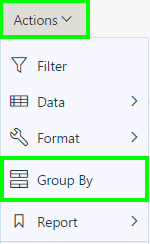 Actions
Filter
Data
Format
Group By
Report